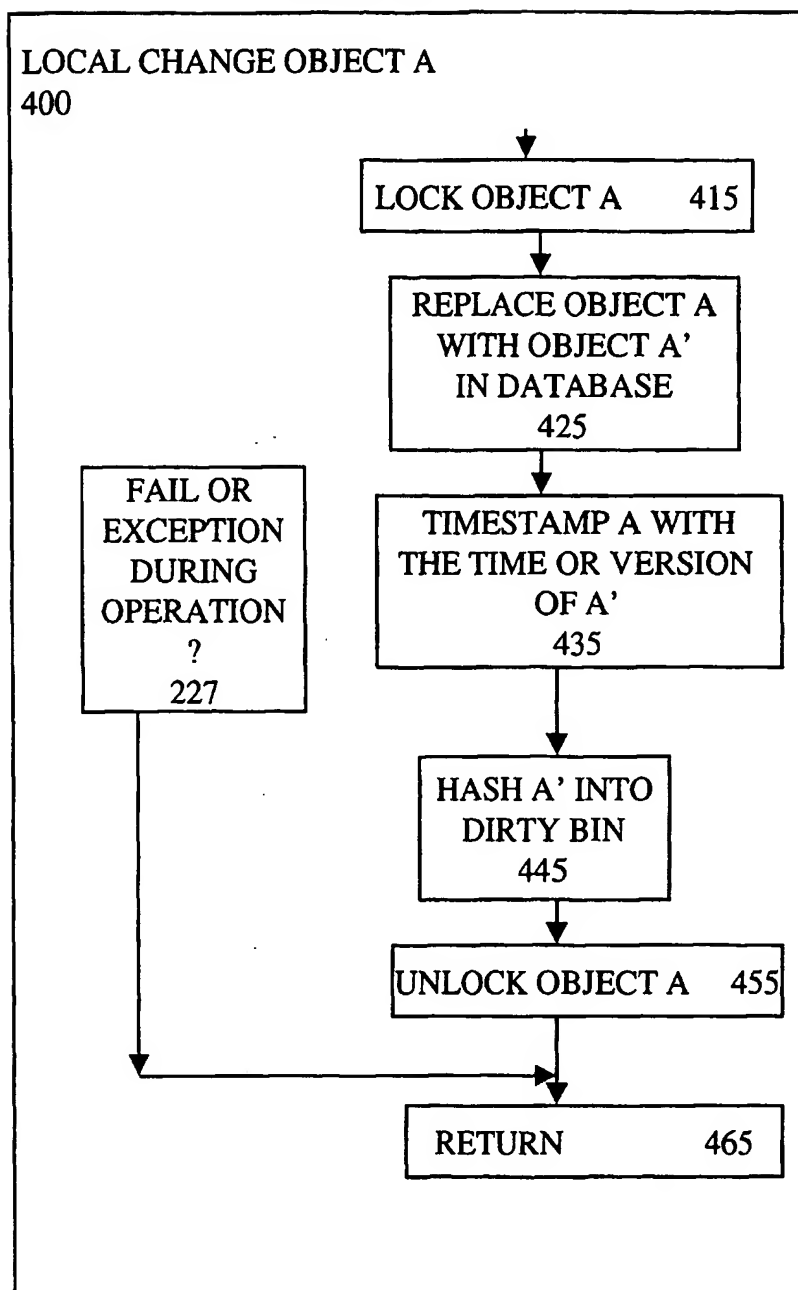 LOCAL CHANGE OBJECT A
400
LOCK OBJECT A 415
REPLACE OBJECT A
WITH OBJECT A'
IN DATABASE
425
FAIL OR
EXCEPTION
DURING
OPERATION
?
227
TIMESTAMP A WITH
THE TIME OR VERSION
OF A'
435
HASH A' INTO
DIRTY BIN
445
UNLOCK OBJECT A 455
RETURN 465